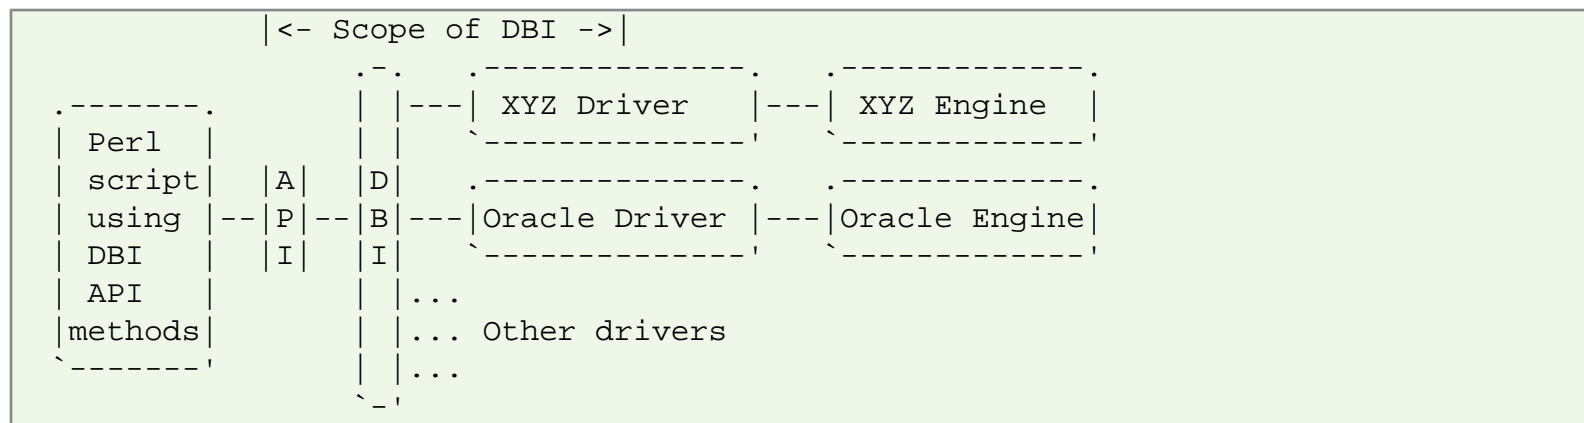 |<- Scope of DBI ->|
                   .-.   .--------------.   .-------------.
   .-------.       | |---| XYZ Driver   |---| XYZ Engine  |
   | Perl  |       | |   `--------------'   `-------------'
   | script|  |A|  |D|   .--------------.   .-------------.
   | using |--|P|--|B|---|Oracle Driver |---|Oracle Engine|
   | DBI   |  |I|  |I|   `--------------'   `-------------'
   | API   |       | |...
   |methods|       | |... Other drivers
   `-------'       | |...
                   `-'